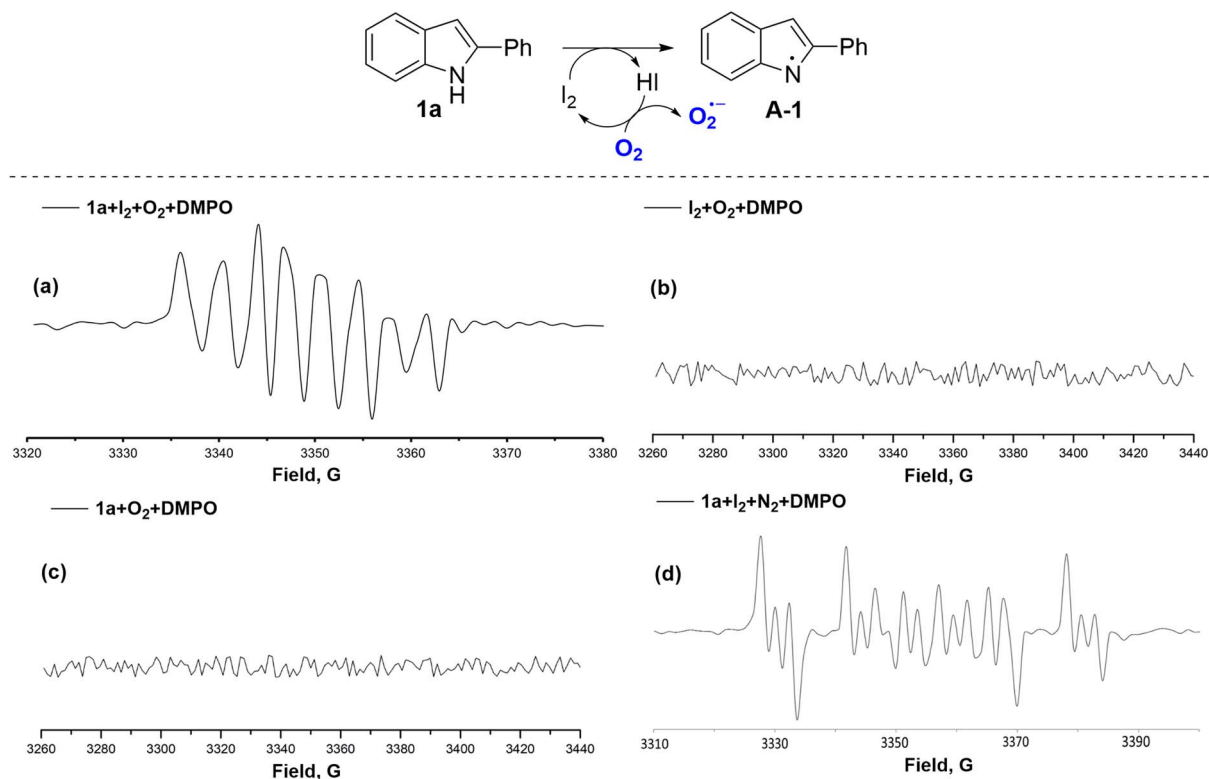 Ph
N
H
1a
I₂
HI
O₂
O₂•−
Ph
N•
A-1
1a+I₂+O₂+DMPO
(a)
3320 3330 3340 3350 3360 3370 3380
Field, G
I₂+O₂+DMPO
(b)
3260 3280 3300 3320 3340 3360 3380 3400 3420 3440
Field, G
1a+O₂+DMPO
(c)
3260 3280 3300 3320 3340 3360 3380 3400 3420 3440
Field, G
1a+I₂+N₂+DMPO
(d)
3310 3330 3350 3370 3390
Field, G